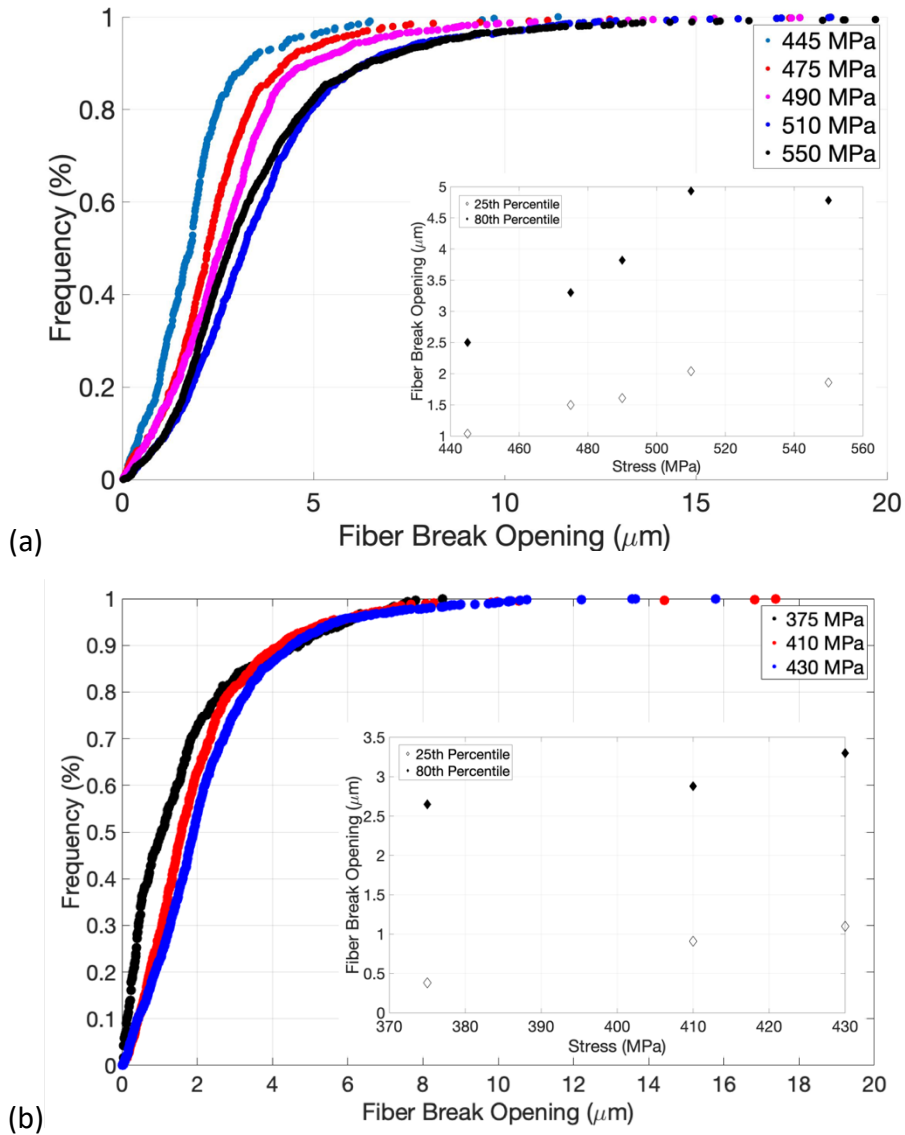 1
0.8
0.6
0.4
0.2
0
Frequency (%)
445 MPa
475 MPa
490 MPa
510 MPa
550 MPa
5
4.5
4
3.5
3
2.5
2
1.5
1
Fiber Break Opening (μm)
25th Percentile
80th Percentile
440 460 480 500 520 540 560
Stress (MPa)
0 5 10 15 20
Fiber Break Opening (μm)
(a)
1
0.9
0.8
0.7
0.6
0.5
0.4
0.3
0.2
0.1
0
Frequency (%)
375 MPa
410 MPa
430 MPa
3.5
3
2.5
2
1.5
1
0.5
0
Fiber Break Opening (μm)
25th Percentile
80th Percentile
370 380 390 400 410 420 430
Stress (MPa)
0 2 4 6 8 10 12 14 16 18 20
Fiber Break Opening (μm)
(b)